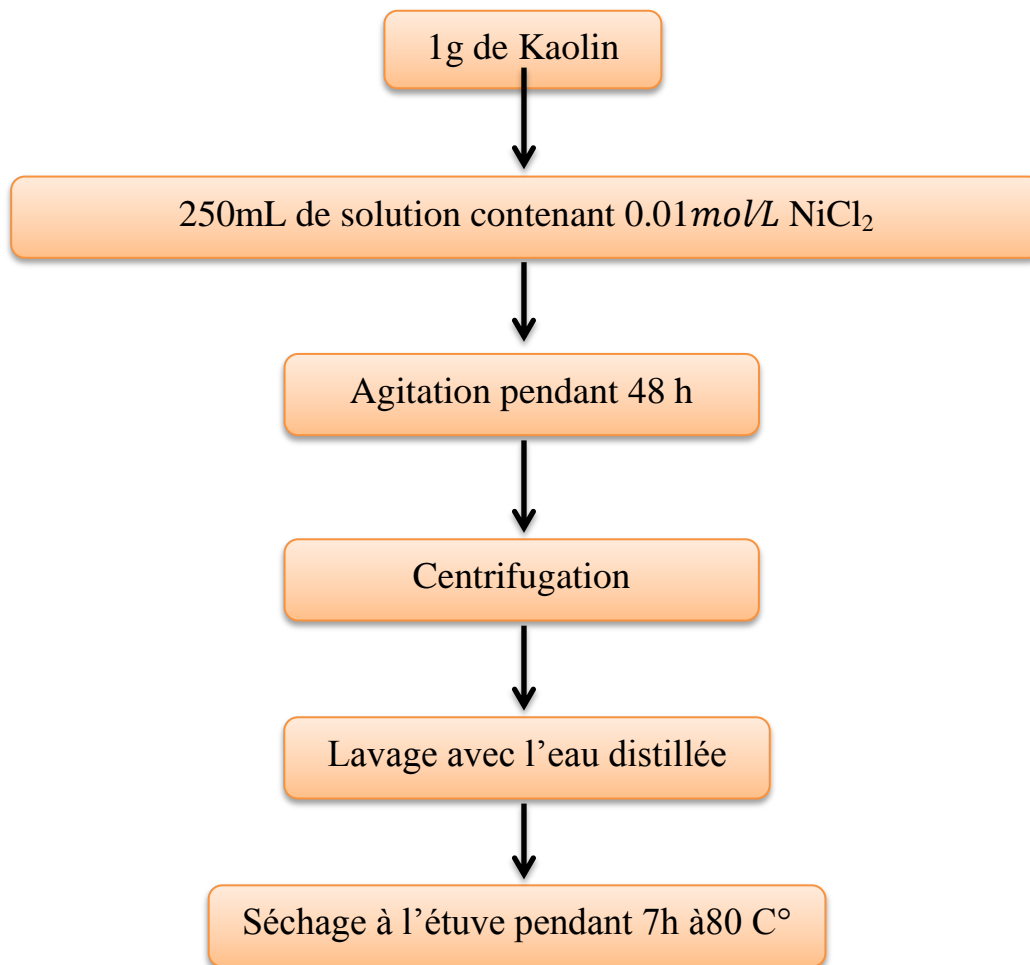 1g de Kaolin
250mL de solution contenant 0.01mol/L NiCl₂
Agitation pendant 48 h
Centrifugation
Lavage avec l’eau distillée
Séchage à l’étuve pendant 7h à80 C°